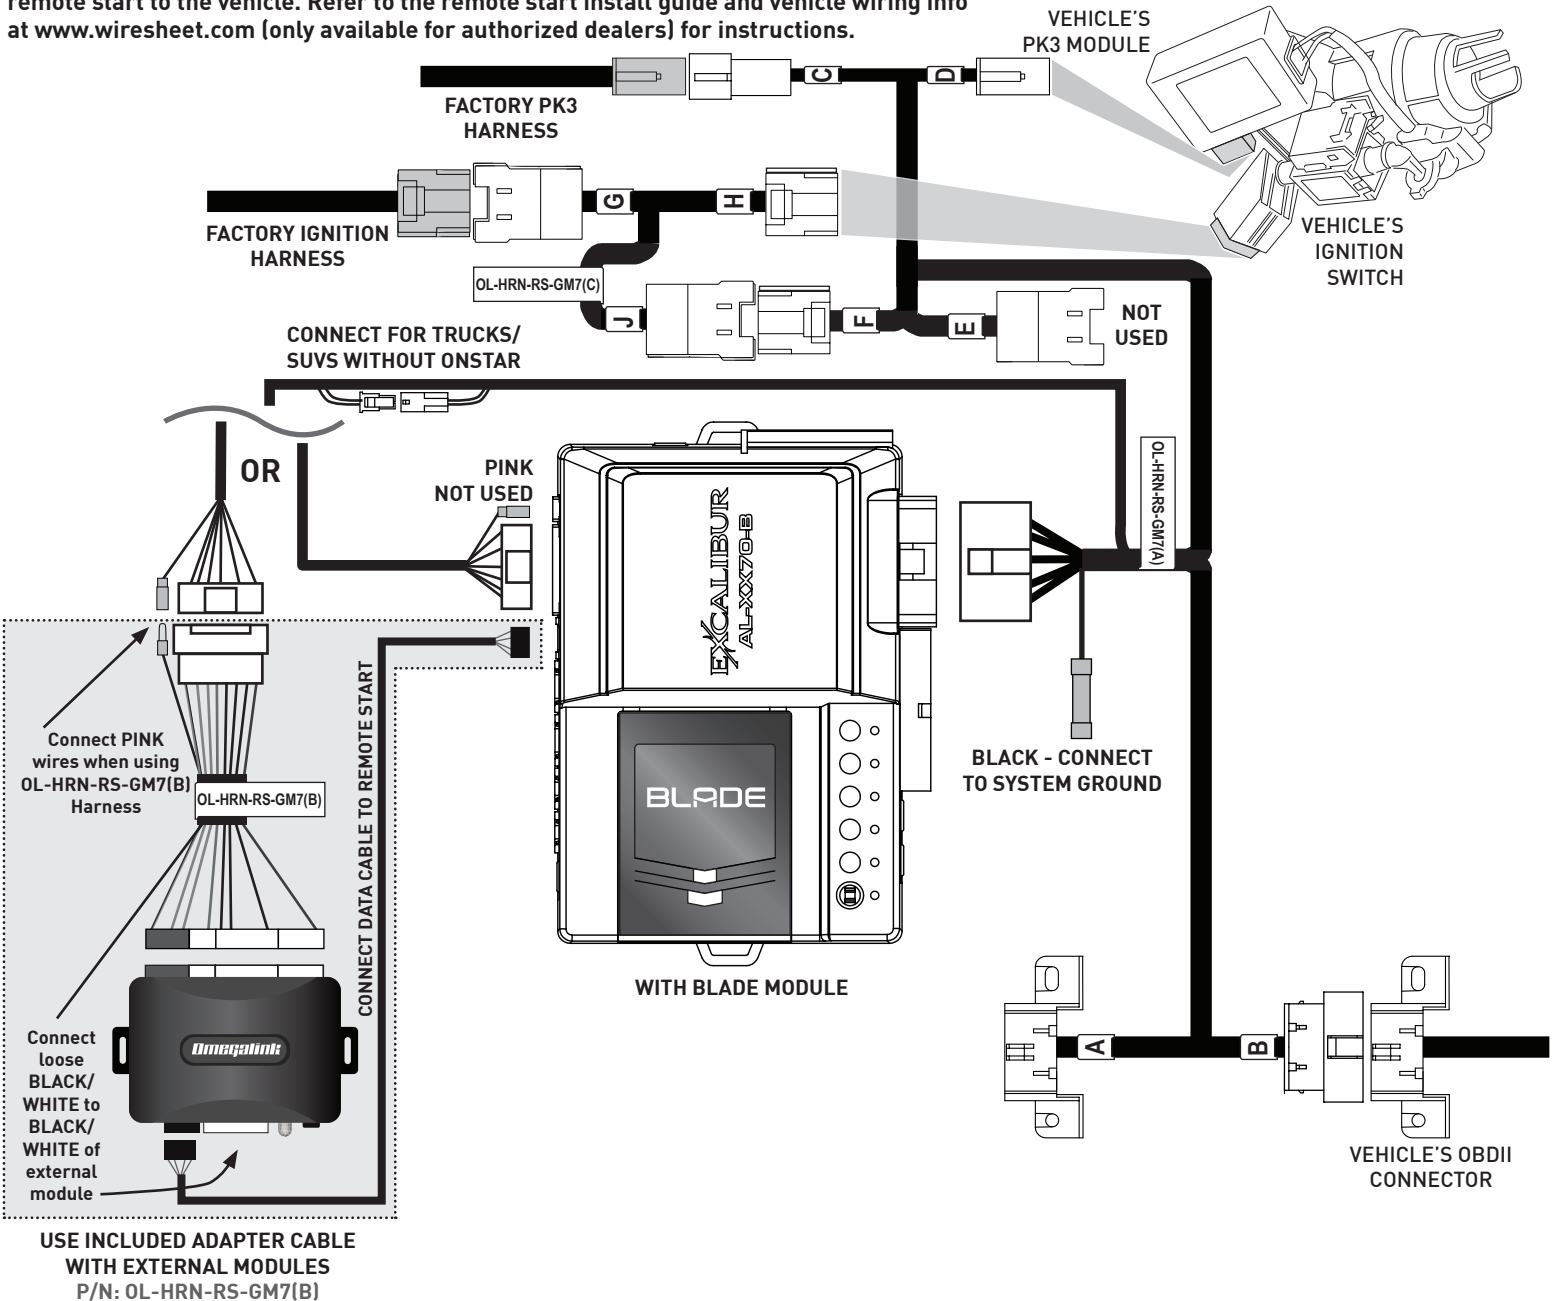 remote start to the vehicle. Refer to the remote start install guide and vehicle wiring info
at www.wiresheet.com (only available for authorized dealers) for instructions.
VEHICLE'S
PK3 MODULE
C
D
FACTORY PK3
HARNESS
G
H
FACTORY IGNITION
HARNESS
VEHICLE'S
IGNITION
SWITCH
OL-HRN-RS-GM7(C)
J
F
E
NOT
USED
CONNECT FOR TRUCKS/
SUVS WITHOUT ONSTAR
OR
PINK
NOT USED
EXCALIBUR
AL-XX70-B
OL-HRN-RS-GM7(A)
BLACK - CONNECT
TO SYSTEM GROUND
Connect PINK
wires when using
OL-HRN-RS-GM7(B)
Harness
OL-HRN-RS-GM7(B)
CONNECT DATA CABLE TO REMOTE START
BLADE
WITH BLADE MODULE
Connect
loose
BLACK/
WHITE to
BLACK/
WHITE of
external
module
Omegalink
A
B
VEHICLE'S OBDII
CONNECTOR
USE INCLUDED ADAPTER CABLE
WITH EXTERNAL MODULES
P/N: OL-HRN-RS-GM7(B)